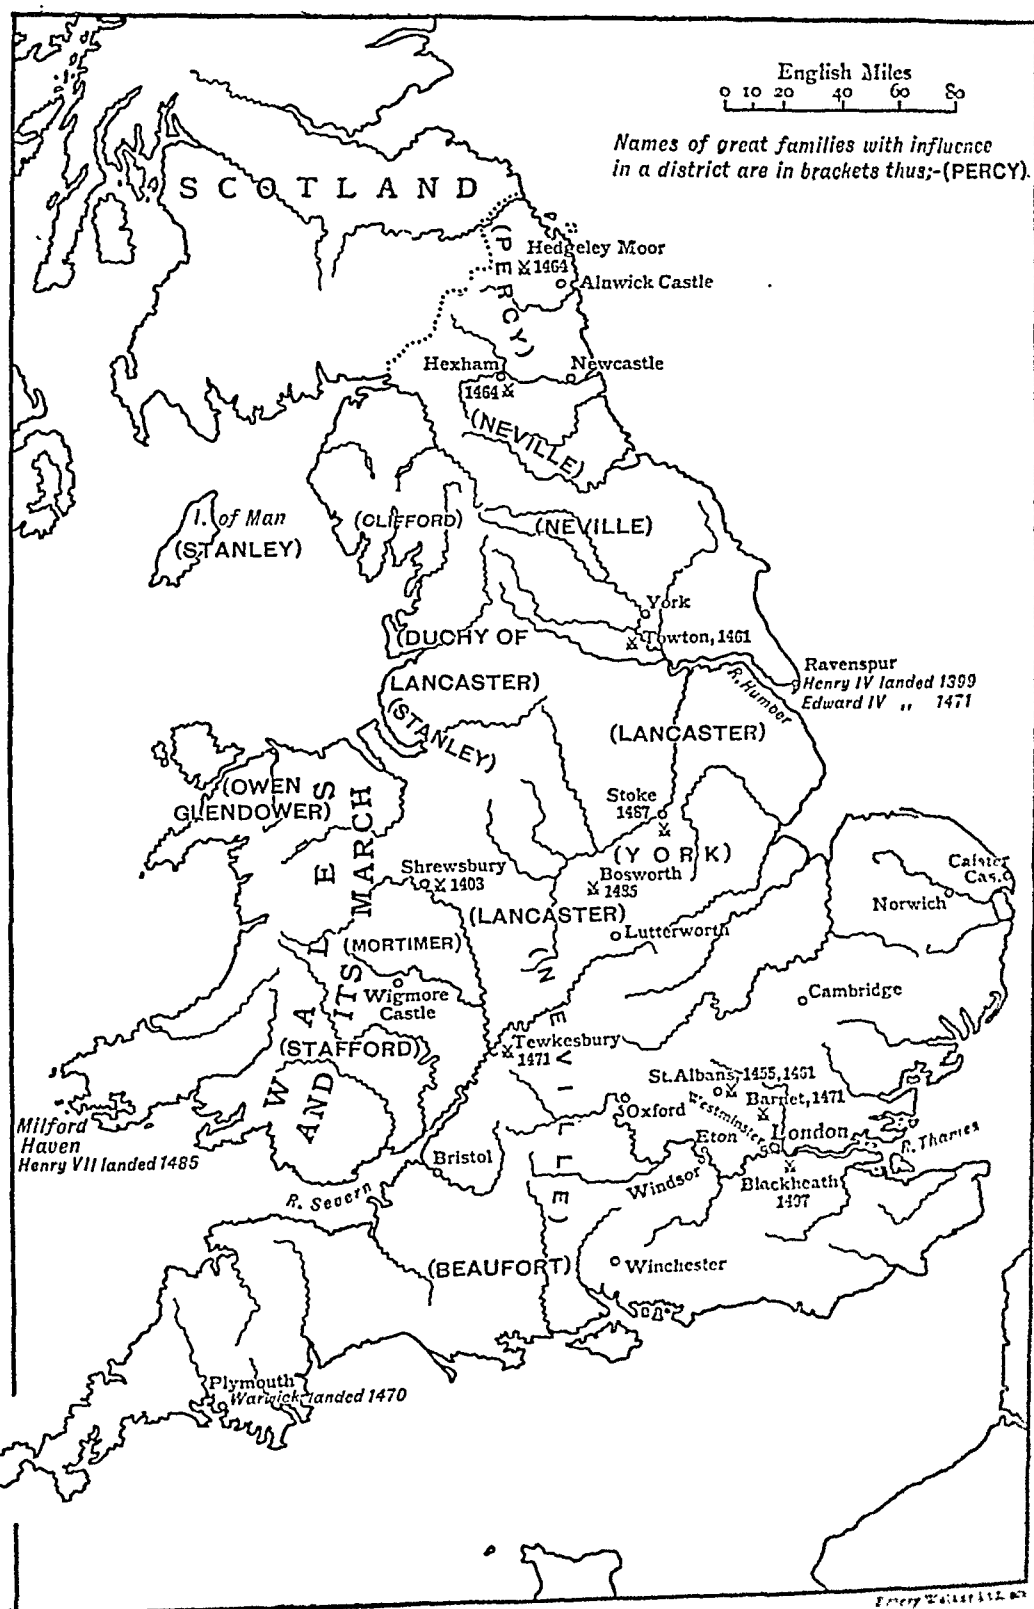 English Miles
0 10 20 40 60 80
Names of great families with influence
in a district are in brackets thus;-(PERCY).
SCOTLAND
(PERCY)
Hedgeley Moor
1464
Alnwick Castle
Hexham
1464
Newcastle
(NEVILLE)
I. of Man
(STANLEY)
(CLIFFORD)
(NEVILLE)
York
Towton, 1461
(DUCHY OF
LANCASTER)
Ravenspur
Henry IV landed 1399
Edward IV „ 1471
R. Humber
(STANLEY)
(LANCASTER)
(OWEN
GLENDOWER)
WALES
AND ITS MARCH
Stoke
1487
(YORK)
Bosworth
1485
Shrewsbury
1403
(LANCASTER)
Lutterworth
Caister
Cas.
Norwich
(MORTIMER)
Wigmore
Castle
(NEVILLE)
Cambridge
(STAFFORD)
Tewkesbury
1471
St. Albans, 1455, 1461
Barnet, 1471
Oxford
Westminster
London
R. Thames
Eton
Windsor
Blackheath
1497
Milford
Haven
Henry VII landed 1485
Bristol
R. Severn
(BEAUFORT)
Winchester
Plymouth
Warwick landed 1470
Emery Walker